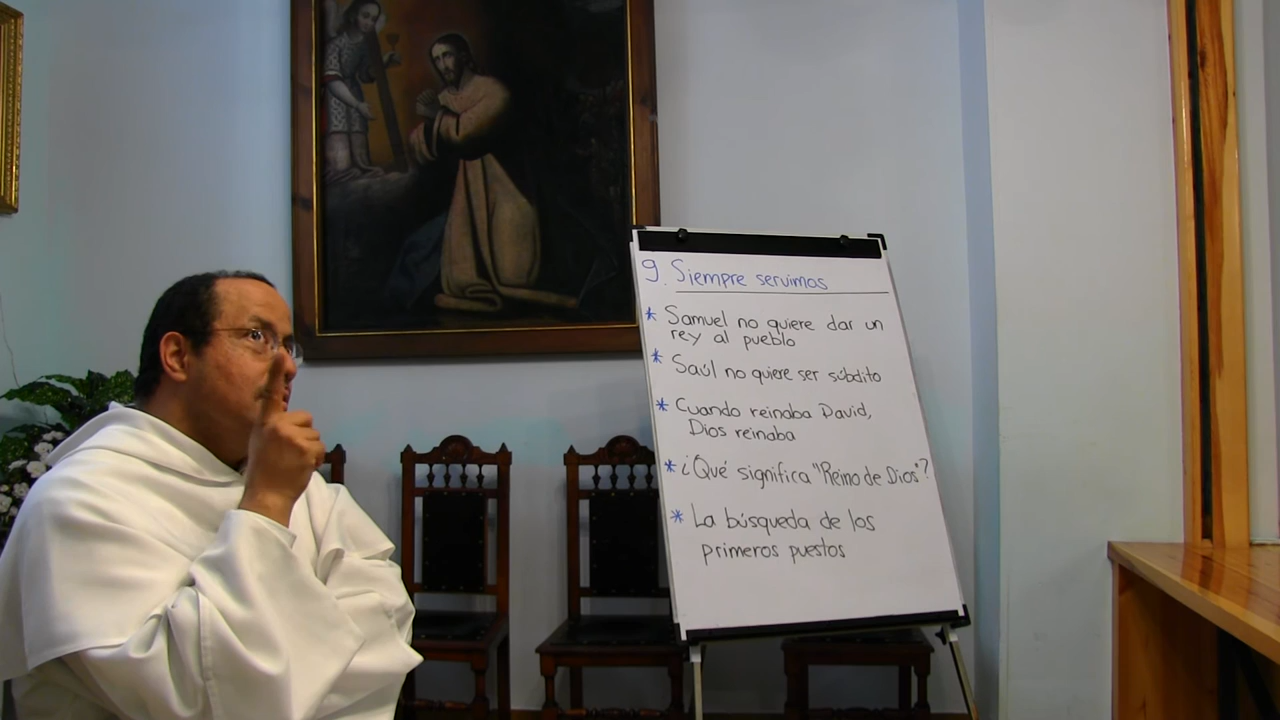 9. Siempre servimos
* Samuel no quiere dar un
rey al pueblo
* Saúl no quiere ser súbdito
* Cuando reinaba David,
Dios reinaba
* ¿Qué significa "Reino de Dios"?
* La búsqueda de los
primeros puestos